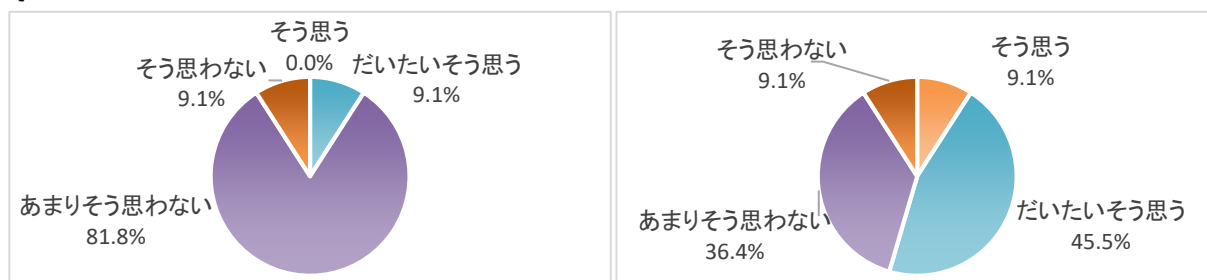 そう思う
0.0%
そう思わない
9.1%
だいたいそう思う
9.1%
あまりそう思わない
81.8%
そう思わない
9.1%
そう思う
9.1%
あまりそう思わない
36.4%
だいたいそう思う
45.5%